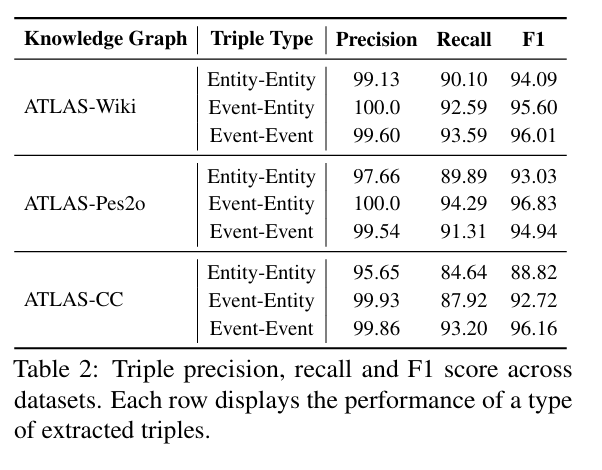 Knowledge Graph Triple Type Precision Recall F1
Entity-Entity 99.13 90.10 94.09
ATLAS-Wiki Event-Entity 100.0 92.59 95.60
Event-Event 99.60 93.59 96.01
Entity-Entity 97.66 89.89 93.03
ATLAS-Pes2o Event-Entity 100.0 94.29 96.83
Event-Event 99.54 91.31 94.94
Entity-Entity 95.65 84.64 88.82
ATLAS-CC Event-Entity 99.93 87.92 92.72
Event-Event 99.86 93.20 96.16
Table 2: Triple precision, recall and F1 score across
datasets. Each row displays the performance of a type
of extracted triples.